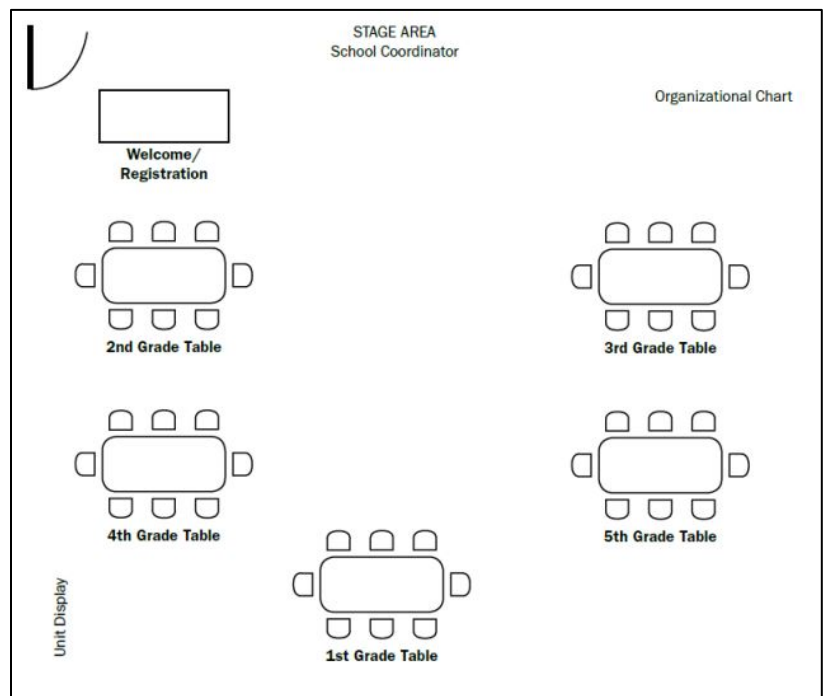 STAGE AREA
School Coordinator
Organizational Chart
Welcome/
Registration
2nd Grade Table
3rd Grade Table
4th Grade Table
5th Grade Table
Unit Display
1st Grade Table